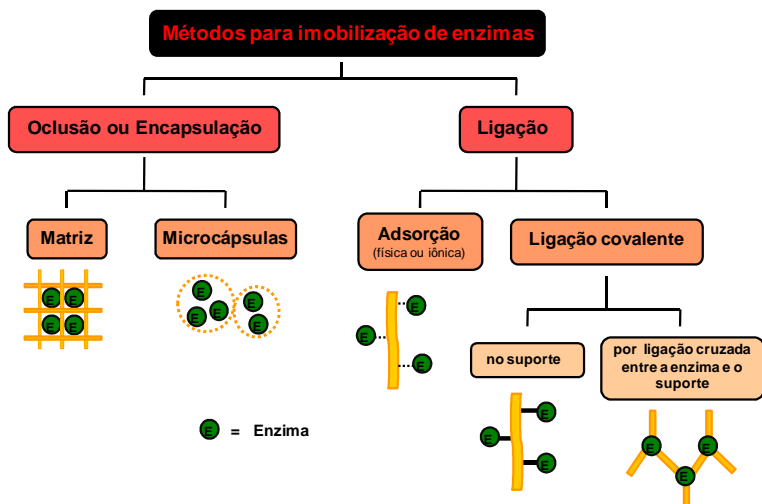 Métodos para imobilização de enzimas
Oclusão ou Encapsulação
Ligação
Matriz
Microcápsulas
Adsorção
(física ou iônica)
Ligação covalente
no suporte
por ligação cruzada
entre a enzima e o
suporte
E E
E E
E
E E
E
E
E
E
E
E
E
E
E E
E
E = Enzima